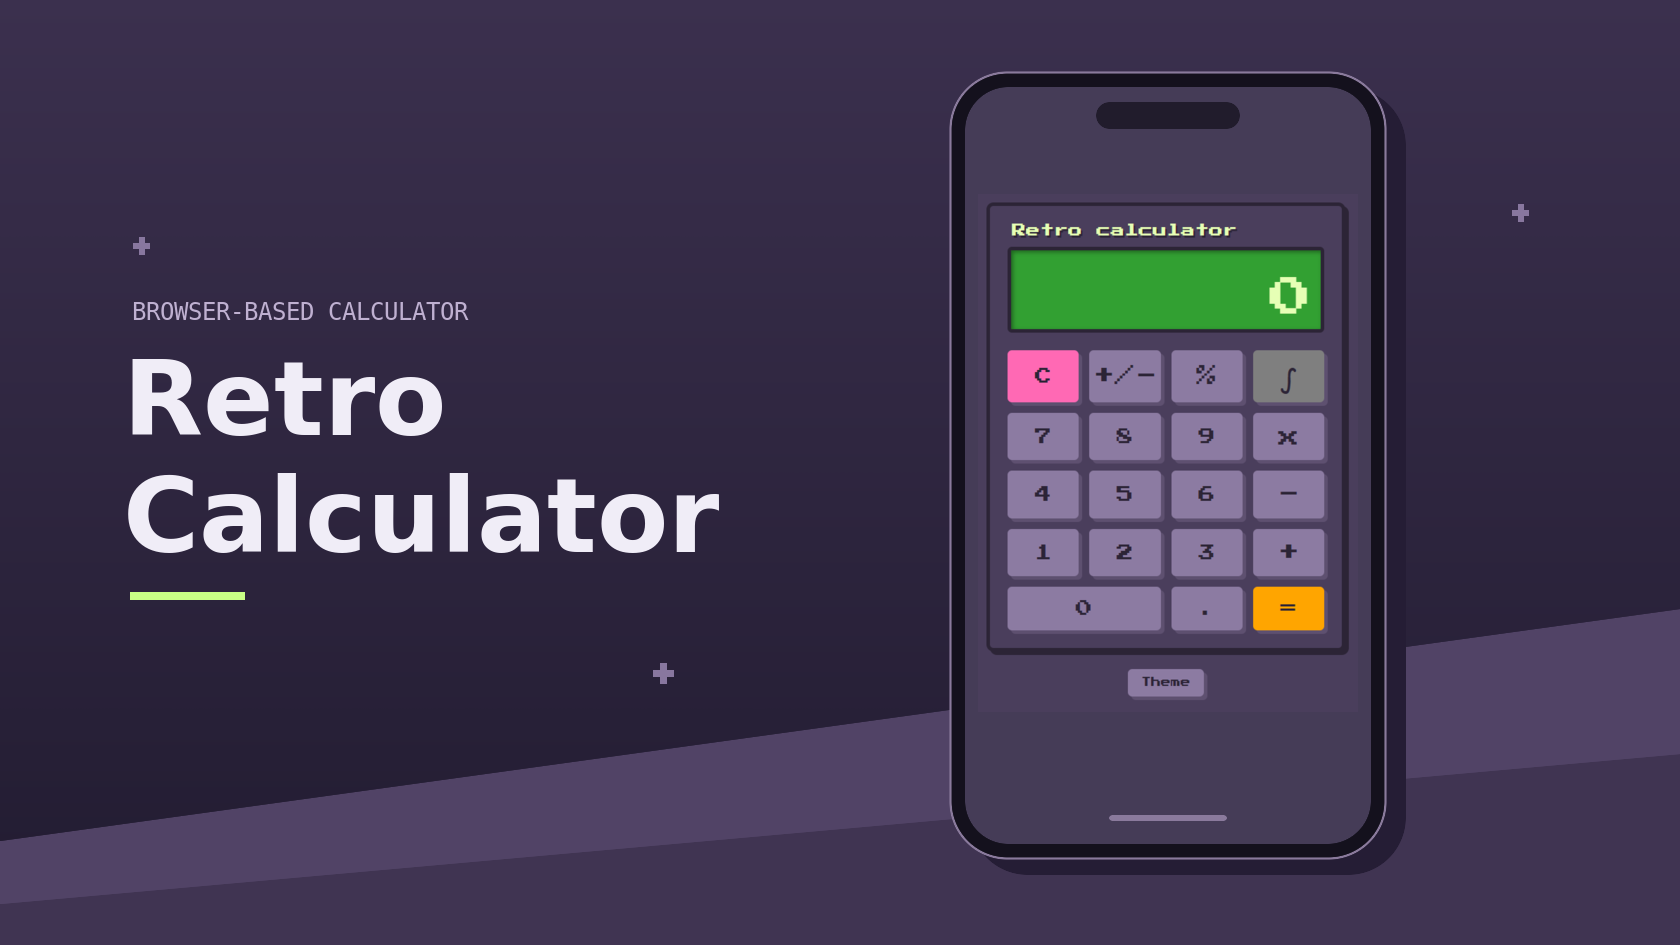 BROWSER-BASED CALCULATOR
Retro
Calculator
Retro calculator
0
C +/− % ∫
7 8 9 x
4 5 6 −
1 2 3 +
0 . =
Theme